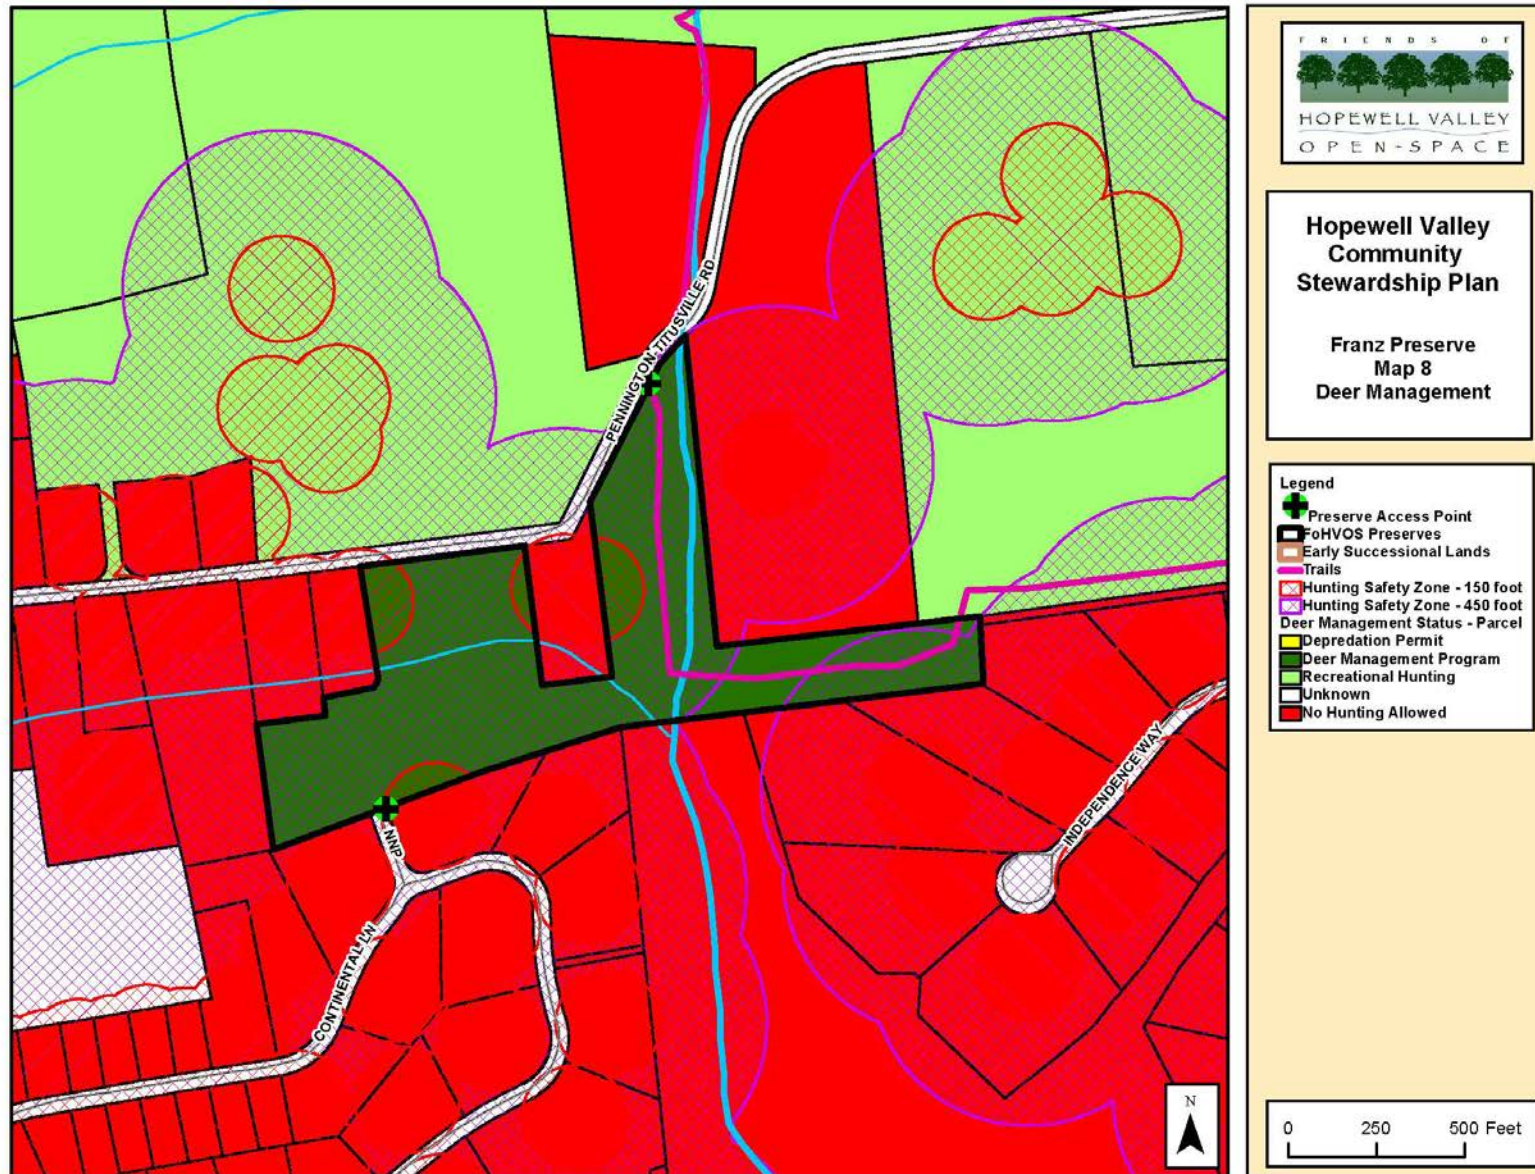 FRIENDS OF
HOPEWELL VALLEY
OPEN-SPACE
Hopewell Valley
Community
Stewardship Plan
Franz Preserve
Map 8
Deer Management
Legend
Preserve Access Point
FoHVOS Preserves
Early Successional Lands
Trails
Hunting Safety Zone - 150 foot
Hunting Safety Zone - 450 foot
Deer Management Status - Parcel
Depredation Permit
Deer Management Program
Recreational Hunting
Unknown
No Hunting Allowed
PENNINGTON TITUSVILLE RD
INDEPENDENCE WAY
NNP
CONTINENTAL LN
N
0 250 500 Feet